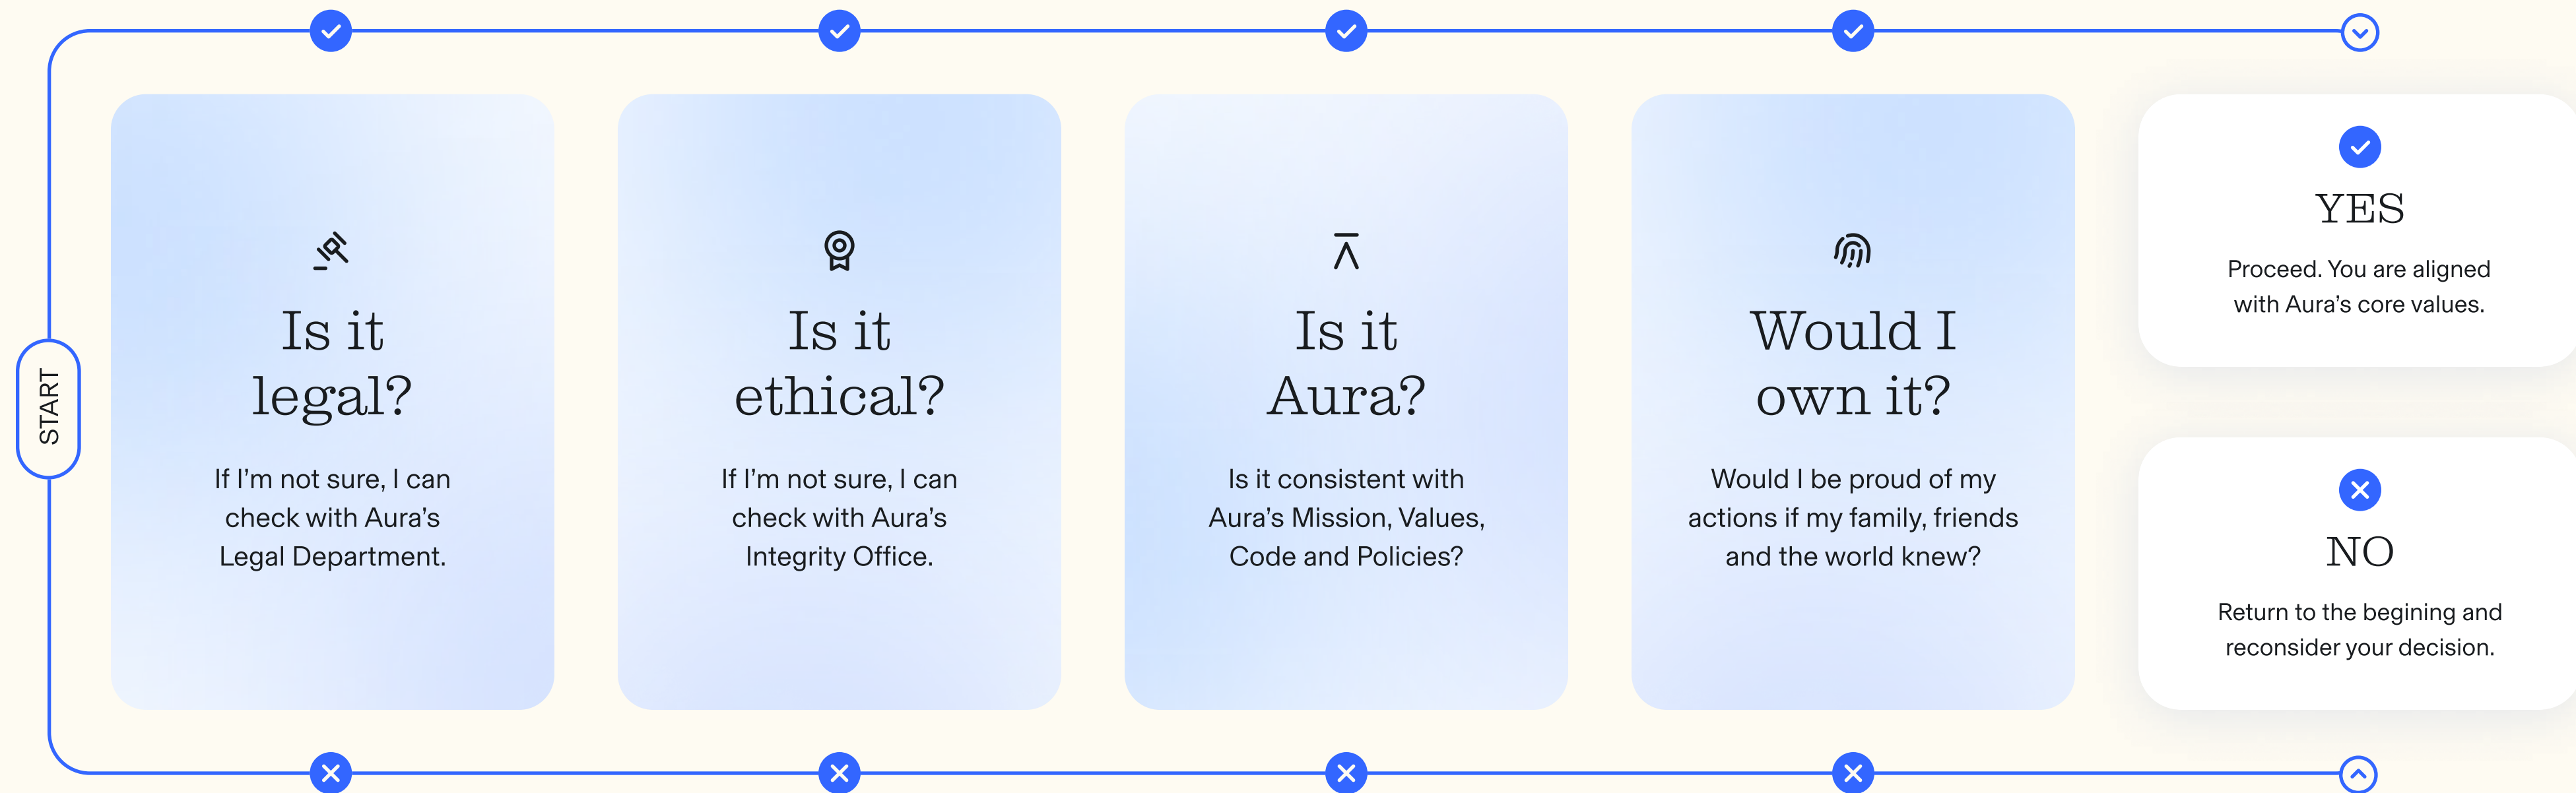 START
Is it
legal?
If I’m not sure, I can
check with Aura’s
Legal Department.
Is it
ethical?
If I’m not sure, I can
check with Aura’s
Integrity Office.
Is it
Aura?
Is it consistent with
Aura’s Mission, Values,
Code and Policies?
Would I
own it?
Would I be proud of my
actions if my family, friends
and the world knew?
YES
Proceed. You are aligned
with Aura’s core values.
NO
Return to the begining and
reconsider your decision.